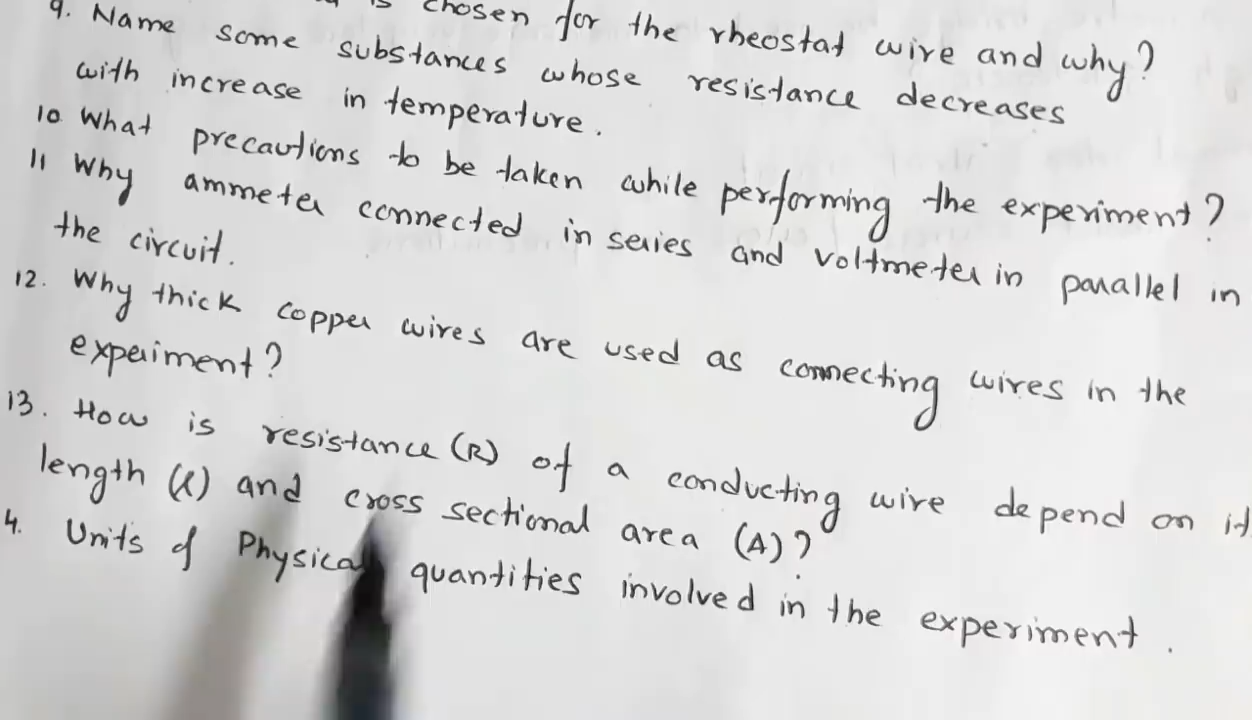 is chosen for the rheostat wire and why?
9. Name some substances whose resistance decreases
with increase in temperature.
10. What precautions to be taken while performing the experiment?
11 Why ammeter connected in series and voltmeter in parallel in
the circuit.
12. Why thick copper wires are used as connecting wires in the
experiment?
13. How is resistance (R) of a conducting wire depend on it
length (l) and cross sectional area (A)?
4. Units of Physical quantities involved in the experiment.